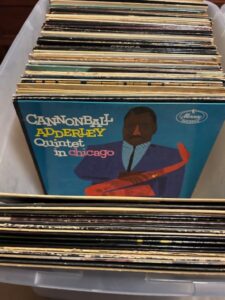 CANNONBALL
ADDERLEY
Quintet
in chicago
Mercury